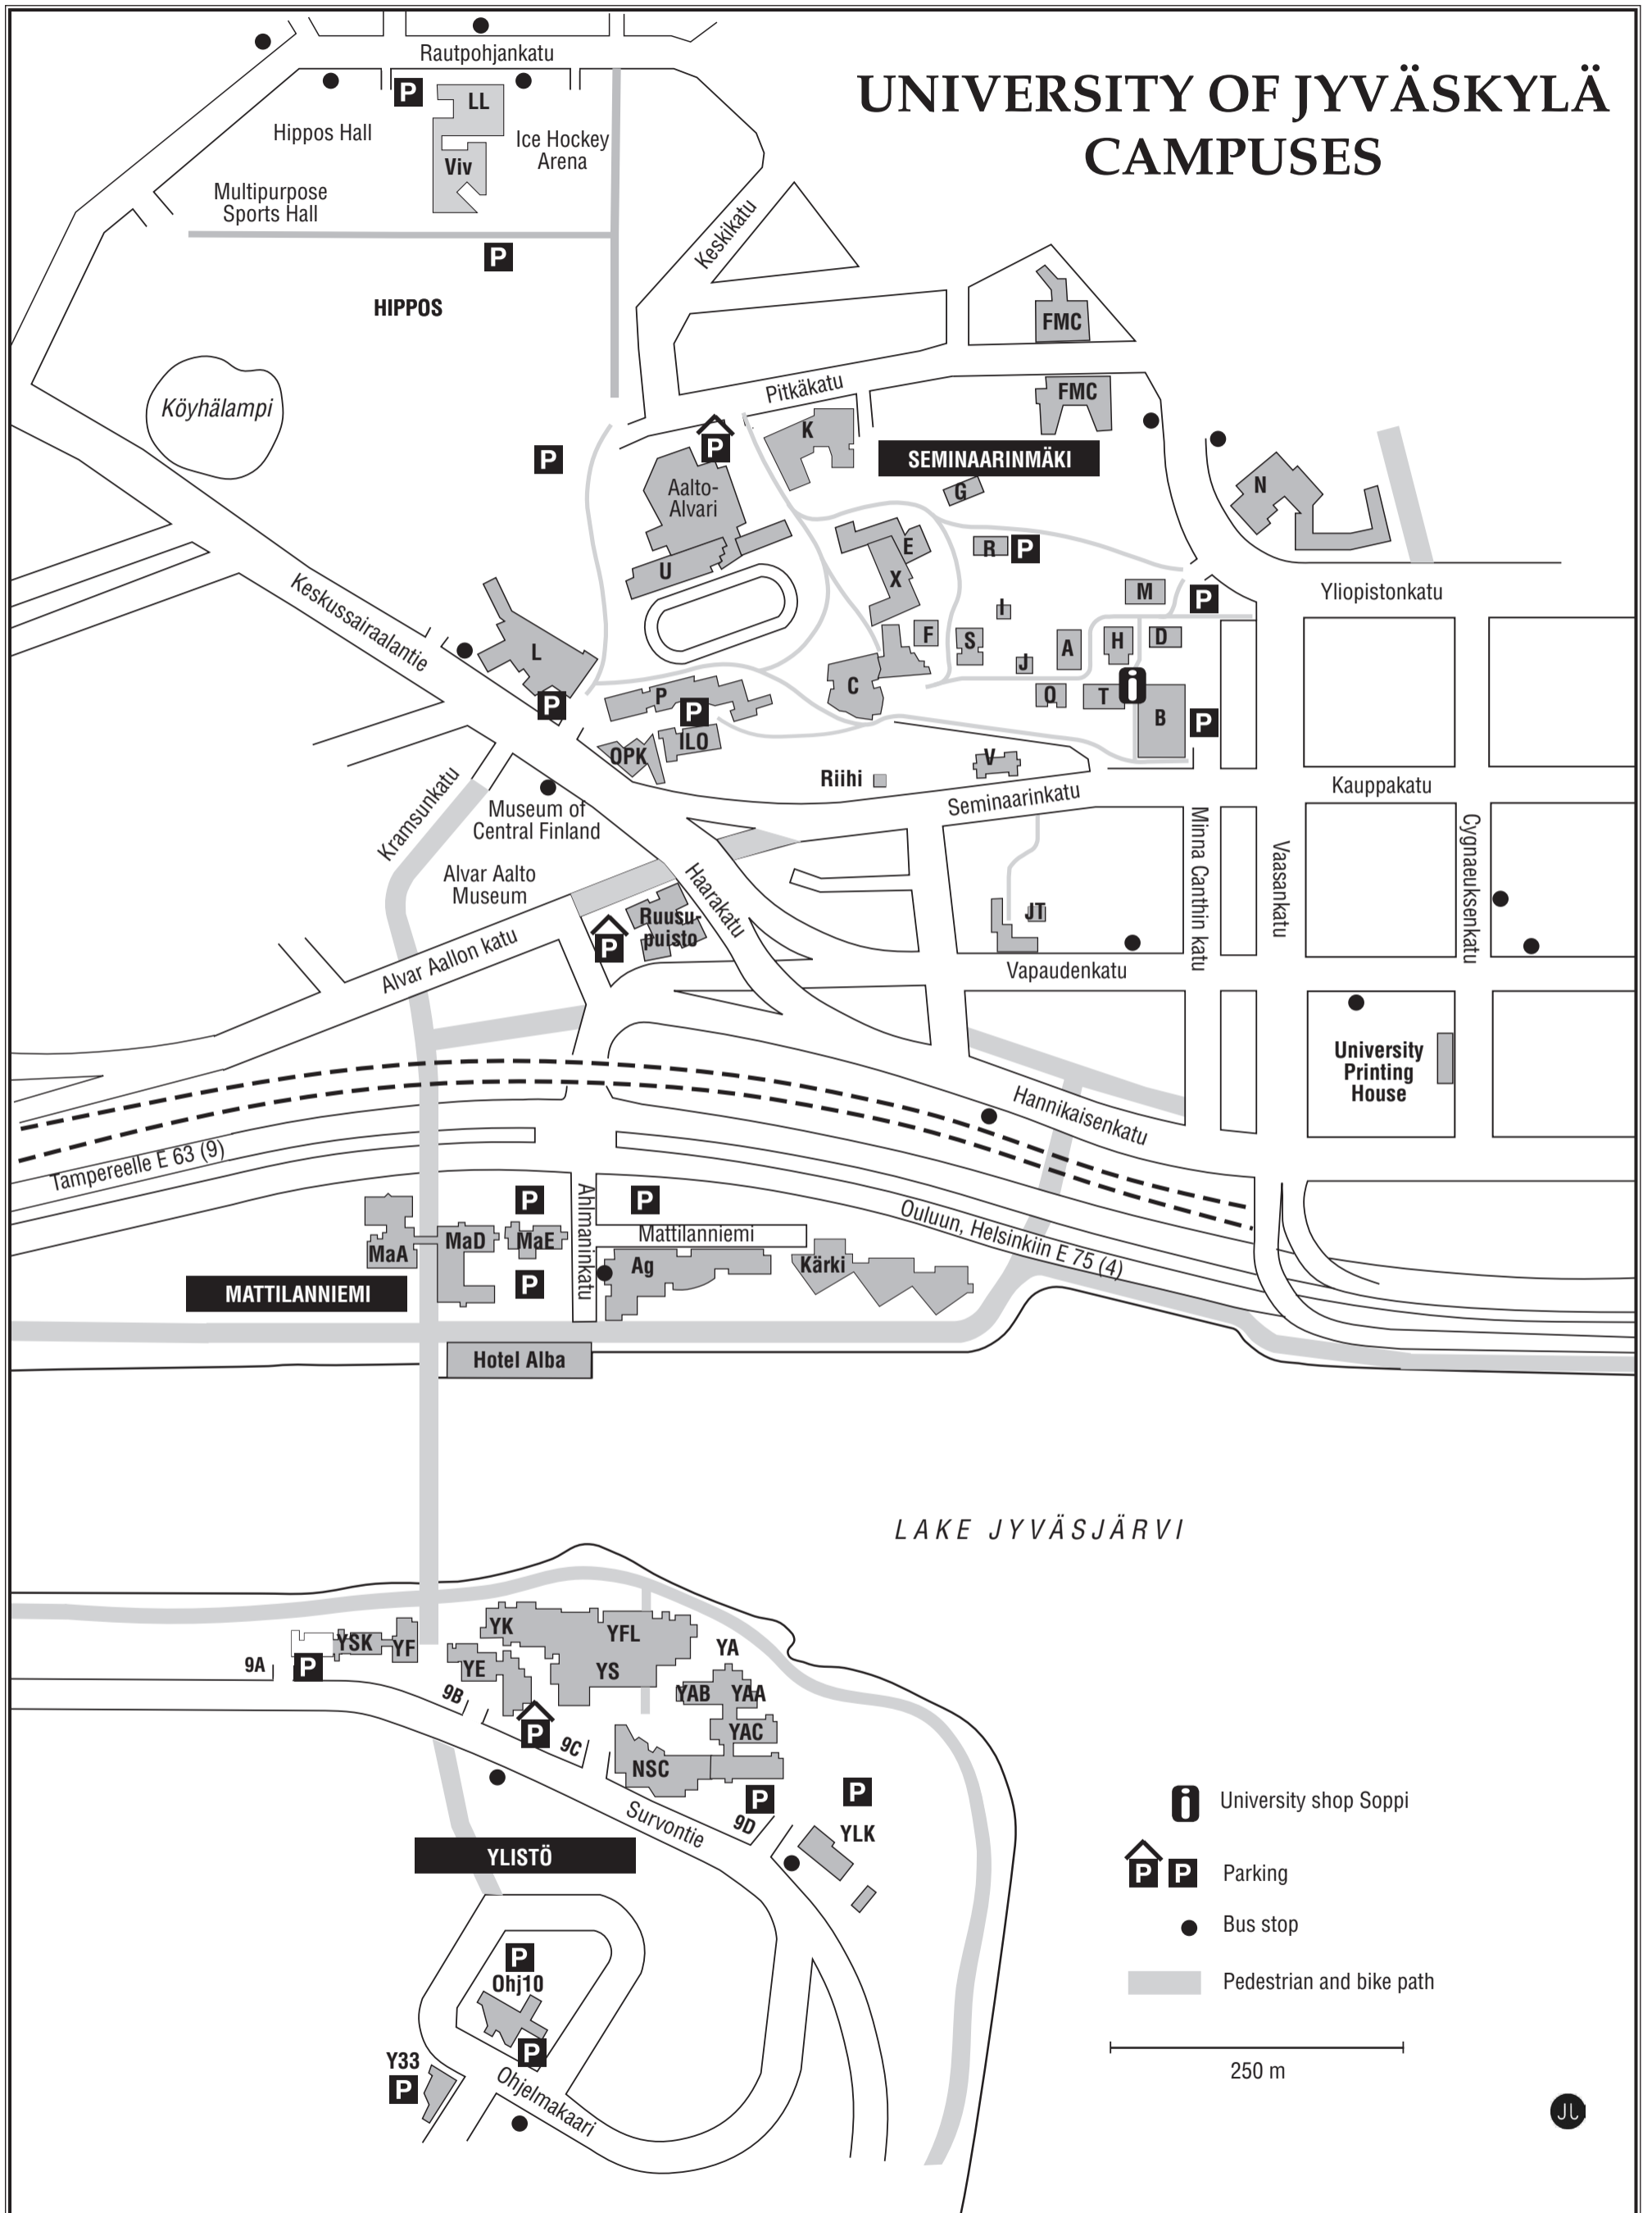 UNIVERSITY OF JYVÄSKYLÄ
CAMPUSES
Rautpohjankatu
P
LL
Hippos Hall
Ice Hockey
Arena
Viv
Multipurpose
Sports Hall
P
HIPPOS
Keskikatu
FMC
Köyhälampi
Pitkäkatu
FMC
P
K
P
SEMINAARINMÄKI
Aalto-
Alvari
G
N
E
R
P
U
X
Keskussairaalantie
I
M
P
Yliopistonkatu
L
F
S
J
A
H
D
P
P
P
C
O
T
i
B
P
OPK
ILO
Riihi
V
Kauppakatu
Seminaarinkatu
Kramsunkatu
Museum of
Central Finland
Minna Canthin katu
Vaasankatu
Cygnaeuksenkatu
Alvar Aalto
Museum
Haarakatu
Ruusu-
puisto
P
JT
Alvar Aallon katu
Vapaudenkatu
University
Printing
House
Hannikaisenkatu
Tampereelle E 63 (9)
Ouluun, Helsinkiin E 75 (4)
P
Ahlmaninkatu
P
Mattilanniemi
MaA
MaD
MaE
Ag
Kärki
P
MATTILANNIEMI
Hotel Alba
LAKE JYVÄSJÄRVI
YK
YFL
YSK
YF
YA
9A
P
YE
YS
9B
YAB
YAA
P
9C
YAC
NSC
P
P
Survontie
9D
YLK
YLISTÖ
P
Ohj10
P
Y33
P
Ohjelmakaari
i University shop Soppi
P P Parking
Bus stop
Pedestrian and bike path
250 m
JL